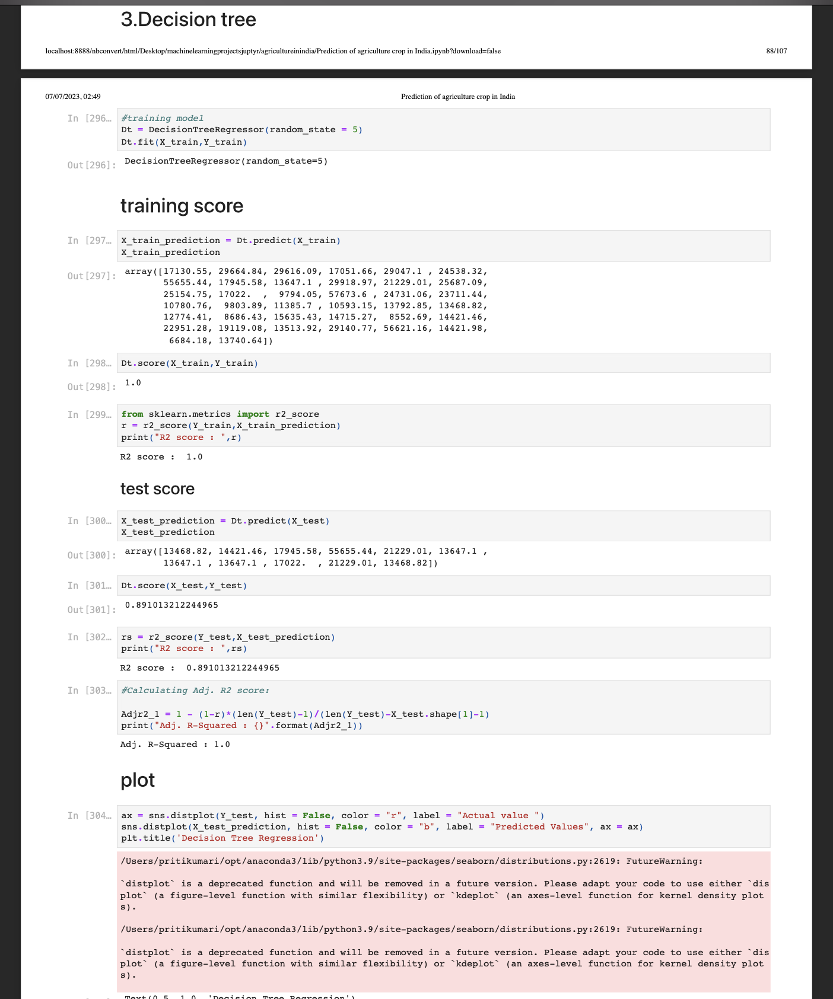 3.Decision tree
localhost:8888/nbconvert/html/Desktop/machinelearningprojectsjuptyr/agricultureinindia/Prediction of agriculture crop in India.ipynb?download=false 88/107
07/07/2023, 02:49 Prediction of agriculture crop in India
In [296… #training model
Dt = DecisionTreeRegressor(random_state = 5)
Dt.fit(X_train,Y_train)
Out[296]: DecisionTreeRegressor(random_state=5)
training score
In [297… X_train_prediction = Dt.predict(X_train)
X_train_prediction
Out[297]: array([17130.55, 29664.84, 29616.09, 17051.66, 29047.1 , 24538.32,
55655.44, 17945.58, 13647.1 , 29918.97, 21229.01, 25687.09,
25154.75, 17022.  ,  9794.05, 57673.6 , 24731.06, 23711.44,
10780.76,  9803.89, 11385.7 , 10593.15, 13792.85, 13468.82,
12774.41,  8686.43, 15635.43, 14715.27,  8552.69, 14421.46,
22951.28, 19119.08, 13513.92, 29140.77, 56621.16, 14421.98,
6684.18, 13740.64])
In [298… Dt.score(X_train,Y_train)
Out[298]: 1.0
In [299… from sklearn.metrics import r2_score
r = r2_score(Y_train,X_train_prediction)
print("R2 score : ",r)
R2 score :  1.0
test score
In [300… X_test_prediction = Dt.predict(X_test)
X_test_prediction
Out[300]: array([13468.82, 14421.46, 17945.58, 55655.44, 21229.01, 13647.1 ,
13647.1 , 13647.1 , 17022.  , 21229.01, 13468.82])
In [301… Dt.score(X_test,Y_test)
Out[301]: 0.891013212244965
In [302… rs = r2_score(Y_test,X_test_prediction)
print("R2 score : ",rs)
R2 score :  0.891013212244965
In [303… #Calculating Adj. R2 score:
Adjr2_1 = 1 - (1-r)*(len(Y_test)-1)/(len(Y_test)-X_test.shape[1]-1)
print("Adj. R-Squared : {}".format(Adjr2_1))
Adj. R-Squared : 1.0
plot
In [304… ax = sns.distplot(Y_test, hist = False, color = "r", label = "Actual value ")
sns.distplot(X_test_prediction, hist = False, color = "b", label = "Predicted Values", ax = ax)
plt.title('Decision Tree Regression')
/Users/pritikumari/opt/anaconda3/lib/python3.9/site-packages/seaborn/distributions.py:2619: FutureWarning:
`distplot` is a deprecated function and will be removed in a future version. Please adapt your code to use either `dis
plot` (a figure-level function with similar flexibility) or `kdeplot` (an axes-level function for kernel density plot
s).
/Users/pritikumari/opt/anaconda3/lib/python3.9/site-packages/seaborn/distributions.py:2619: FutureWarning:
`distplot` is a deprecated function and will be removed in a future version. Please adapt your code to use either `dis
plot` (a figure-level function with similar flexibility) or `kdeplot` (an axes-level function for kernel density plot
s).
Text(0.5, 1.0, 'Decision Tree Regression')